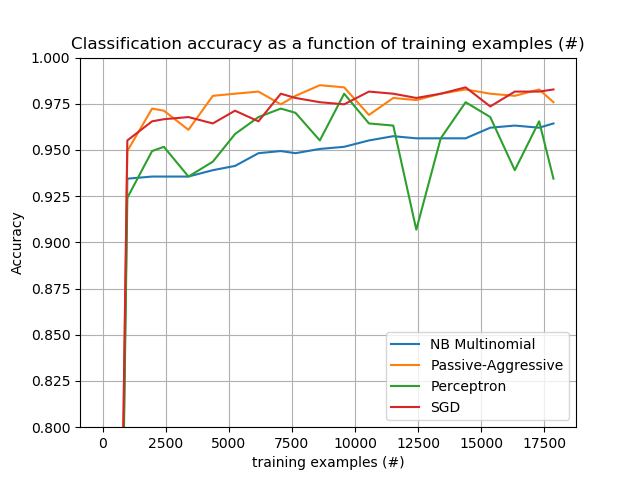 Classification accuracy as a function of training examples (#)
1.000
0.975
0.950
0.925
0.900
0.875
0.850
0.825
0.800
Accuracy
NB Multinomial
Passive-Aggressive
Perceptron
SGD
0 2500 5000 7500 10000 12500 15000 17500
training examples (#)